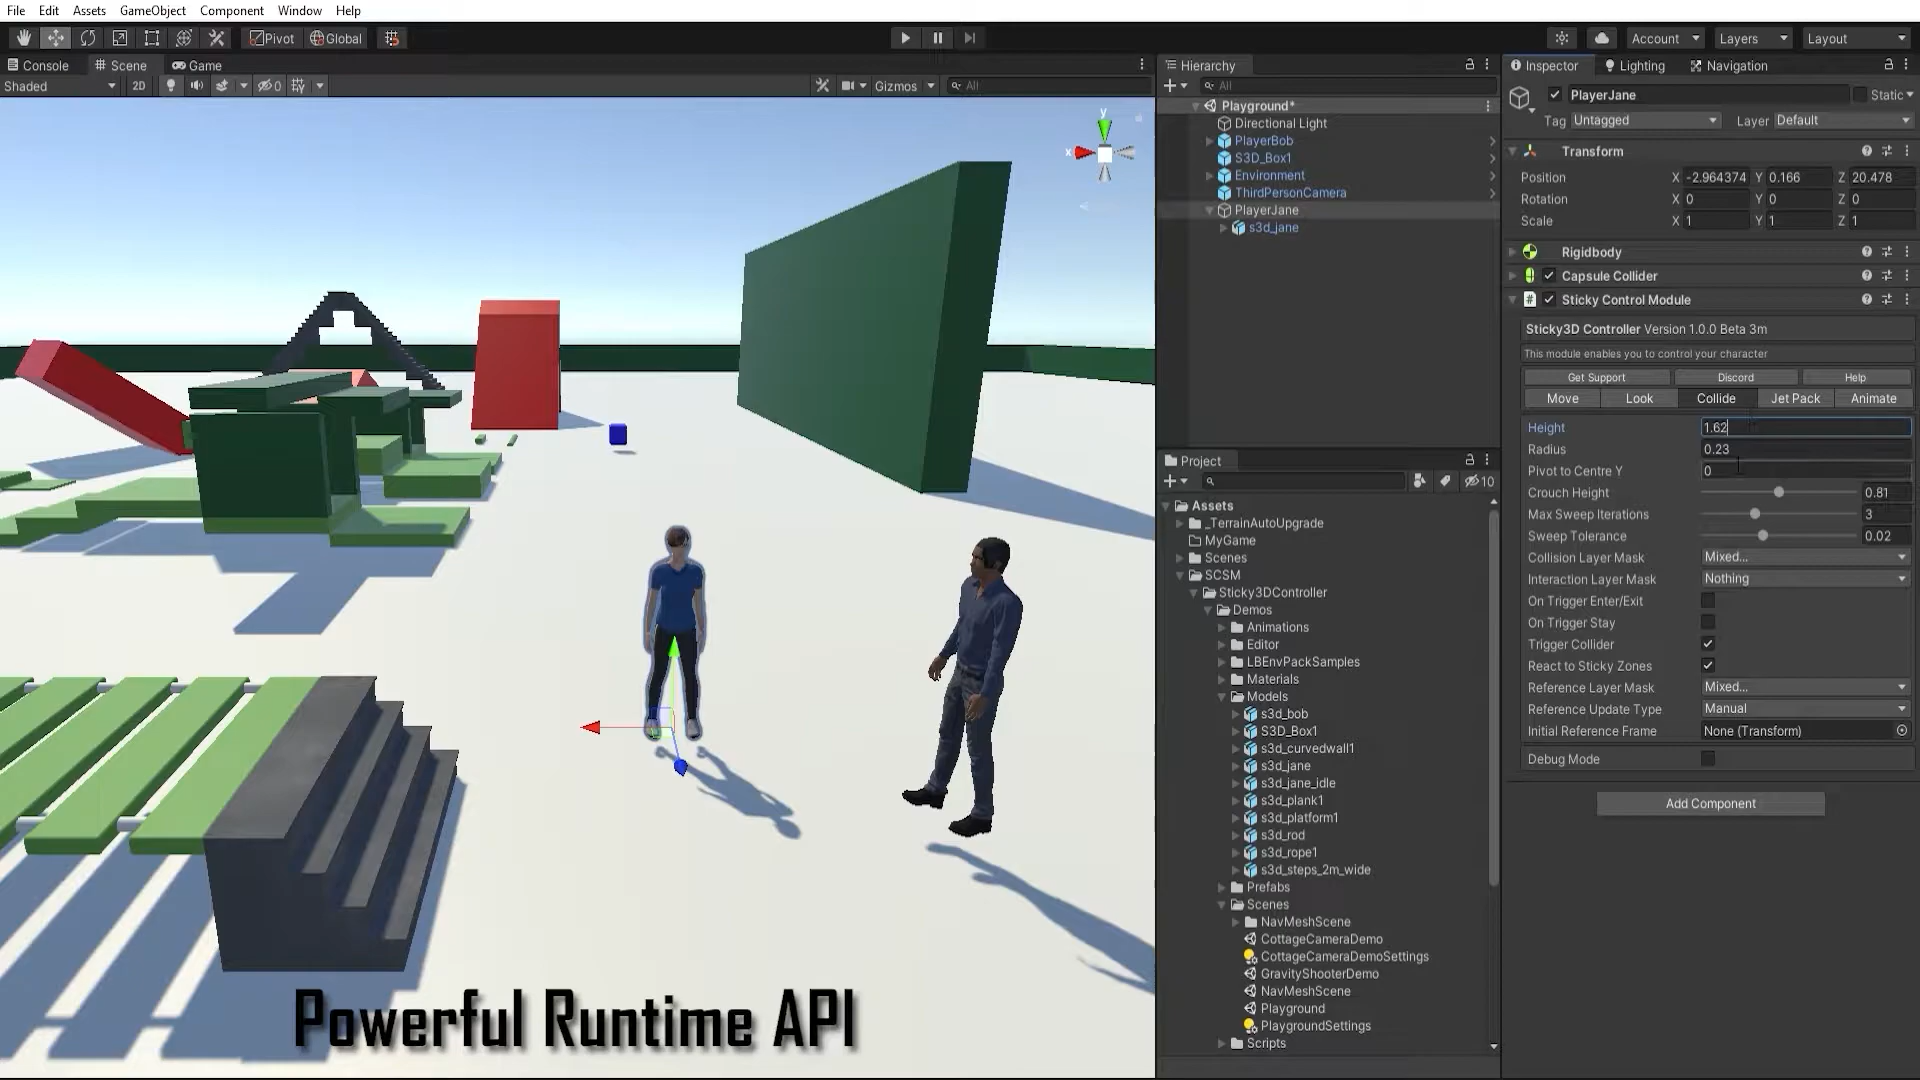 File Edit Assets GameObject Component Window Help
Pivot Global
Account Layers Layout
Console Scene Game
Shaded 2D 0 Gizmos All
Hierarchy
All
Playground*
Directional Light
PlayerBob
S3D_Box1
Environment
ThirdPersonCamera
PlayerJane
s3d_jane
y
x
Project
10
Assets
_TerrainAutoUpgrade
MyGame
Scenes
SCSM
Sticky3DController
Demos
Animations
Editor
LBEnvPackSamples
Materials
Models
s3d_bob
S3D_Box1
s3d_curvedwall1
s3d_jane
s3d_jane_idle
s3d_plank1
s3d_platform1
s3d_rod
s3d_rope1
s3d_steps_2m_wide
Prefabs
Scenes
NavMeshScene
CottageCameraDemo
CottageCameraDemoSettings
GravityShooterDemo
NavMeshScene
Playground
PlaygroundSettings
Scripts
Inspector Lighting Navigation
PlayerJane Static
Tag Untagged Layer Default
Transform
Position X -2.964374 Y 0.166 Z 20.478
Rotation X 0 Y 0 Z 0
Scale X 1 Y 1 Z 1
Rigidbody
Capsule Collider
# Sticky Control Module
Sticky3D Controller Version 1.0.0 Beta 3m
This module enables you to control your character
Get Support Discord Help
Move Look Collide Jet Pack Animate
Height 1.62
Radius 0.23
Pivot to Centre Y 0
Crouch Height 0.81
Max Sweep Iterations 3
Sweep Tolerance 0.02
Collision Layer Mask Mixed...
Interaction Layer Mask Nothing
On Trigger Enter/Exit
On Trigger Stay
Trigger Collider
React to Sticky Zones
Reference Layer Mask Mixed...
Reference Update Type Manual
Initial Reference Frame None (Transform)
Debug Mode
Add Component
Powerful Runtime API